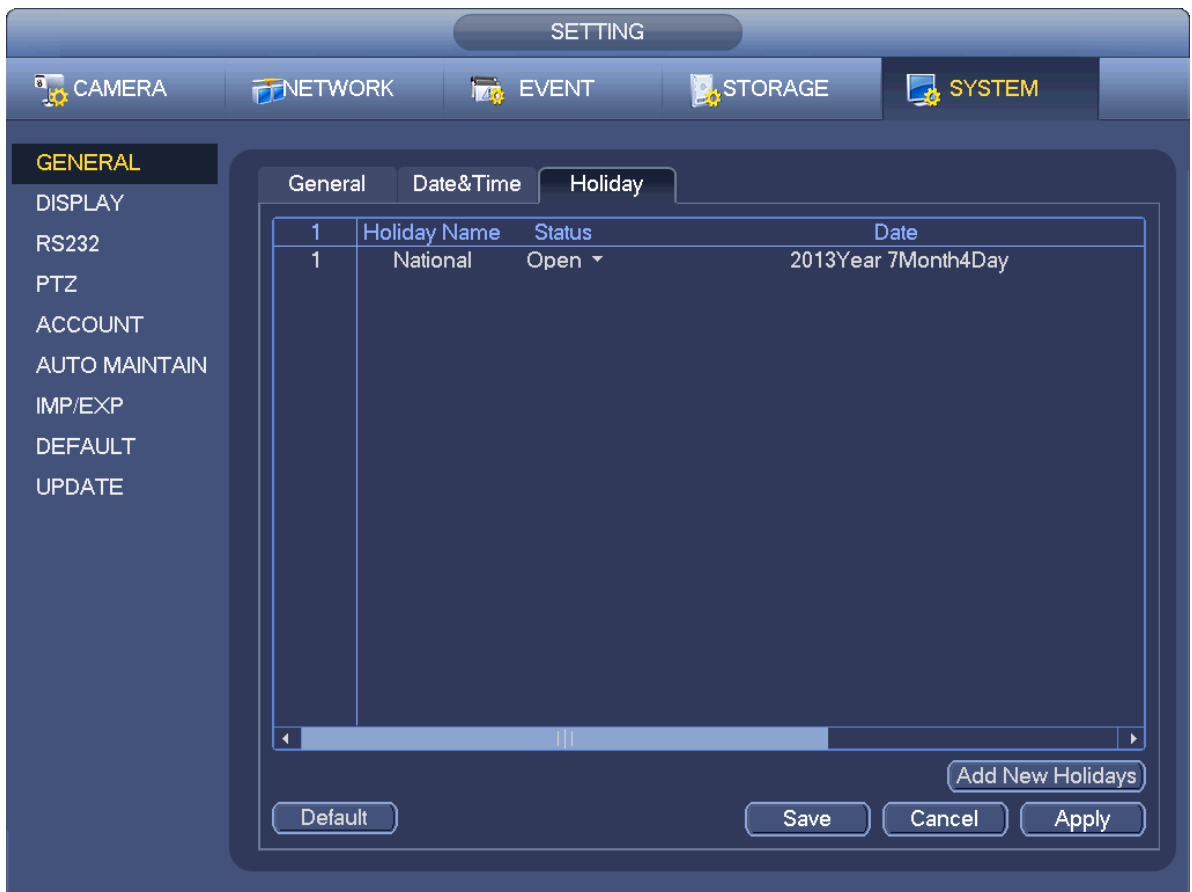 SETTING
CAMERA NETWORK EVENT STORAGE SYSTEM
GENERAL
DISPLAY
RS232
PTZ
ACCOUNT
AUTO MAINTAIN
IMP/EXP
DEFAULT
UPDATE
General Date&Time Holiday
1 Holiday Name Status Date
1 National Open 2013Year 7Month4Day
Add New Holidays
Default Save Cancel Apply